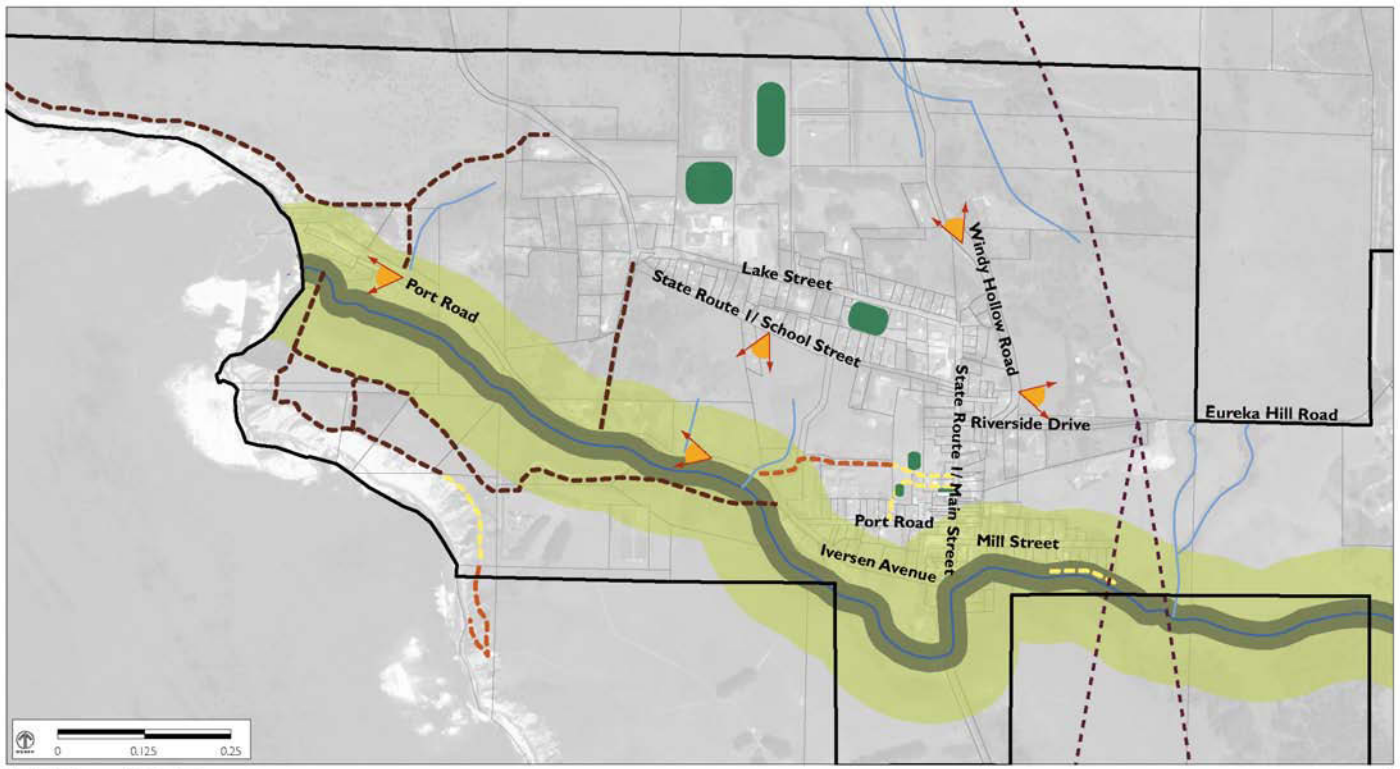 Windy Hollow Road
Lake Street
State Route 1/ School Street
Port Road
State Route 1/ Main Street
Eureka Hill Road
Riverside Drive
Port Road
Mill Street
Iversen Avenue
0 0.125 0.25